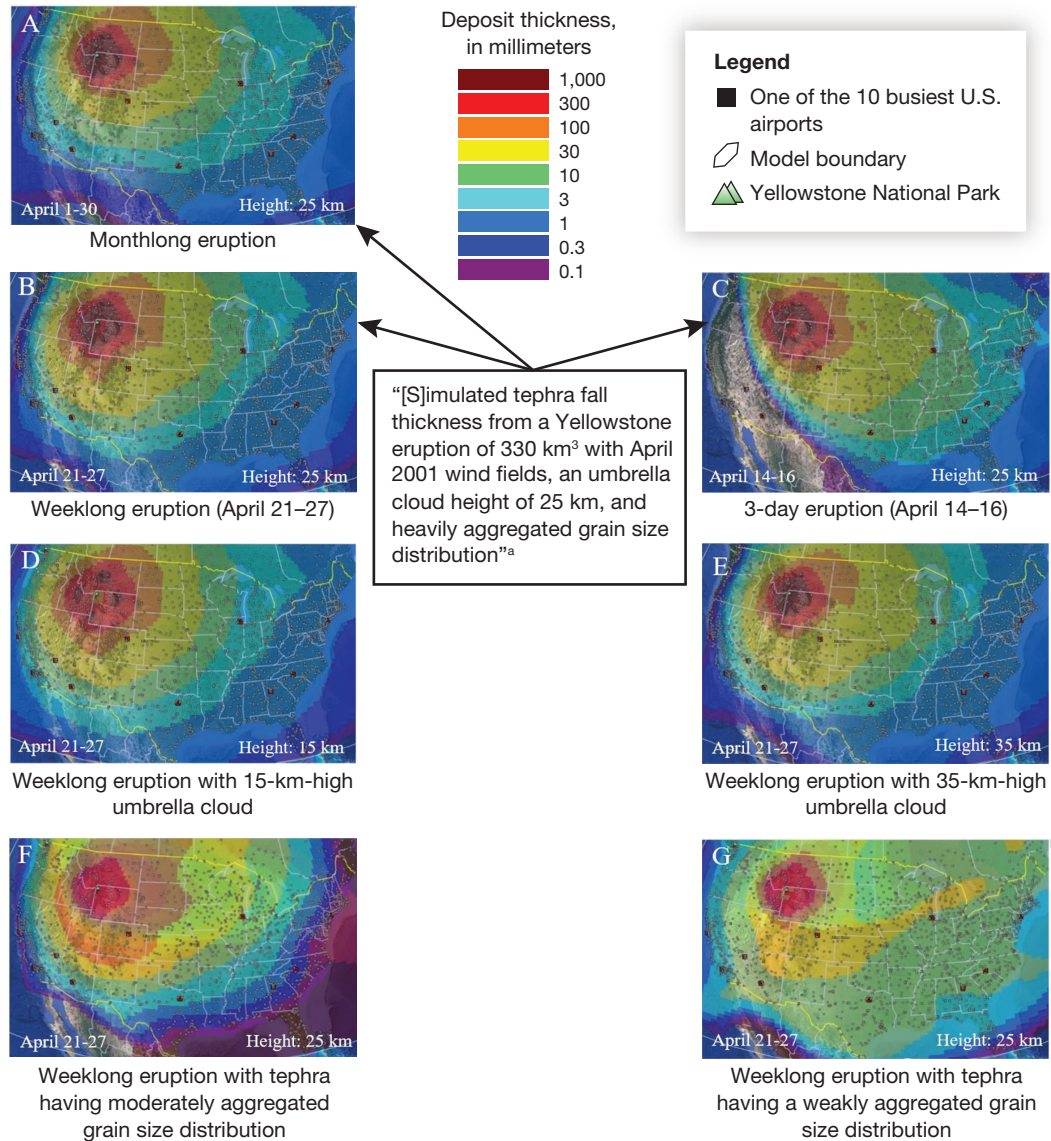 A
April 1-30
Height: 25 km
Monthlong eruption
Deposit thickness,
in millimeters
1,000
300
100
30
10
3
1
0.3
0.1
Legend
One of the 10 busiest U.S.
airports
Model boundary
Yellowstone National Park
B
April 21-27
Height: 25 km
Weeklong eruption (April 21–27)
C
April 14-16
Height: 25 km
3-day eruption (April 14–16)
“[S]imulated tephra fall
thickness from a Yellowstone
eruption of 330 km³ with April
2001 wind fields, an umbrella
cloud height of 25 km, and
heavily aggregated grain size
distribution”ᵃ
D
April 21-27
Height: 15 km
Weeklong eruption with 15-km-high
umbrella cloud
E
April 21-27
Height: 35 km
Weeklong eruption with 35-km-high
umbrella cloud
F
April 21-27
Height: 25 km
Weeklong eruption with tephra
having moderately aggregated
grain size distribution
G
April 21-27
Height: 25 km
Weeklong eruption with tephra
having a weakly aggregated grain
size distribution